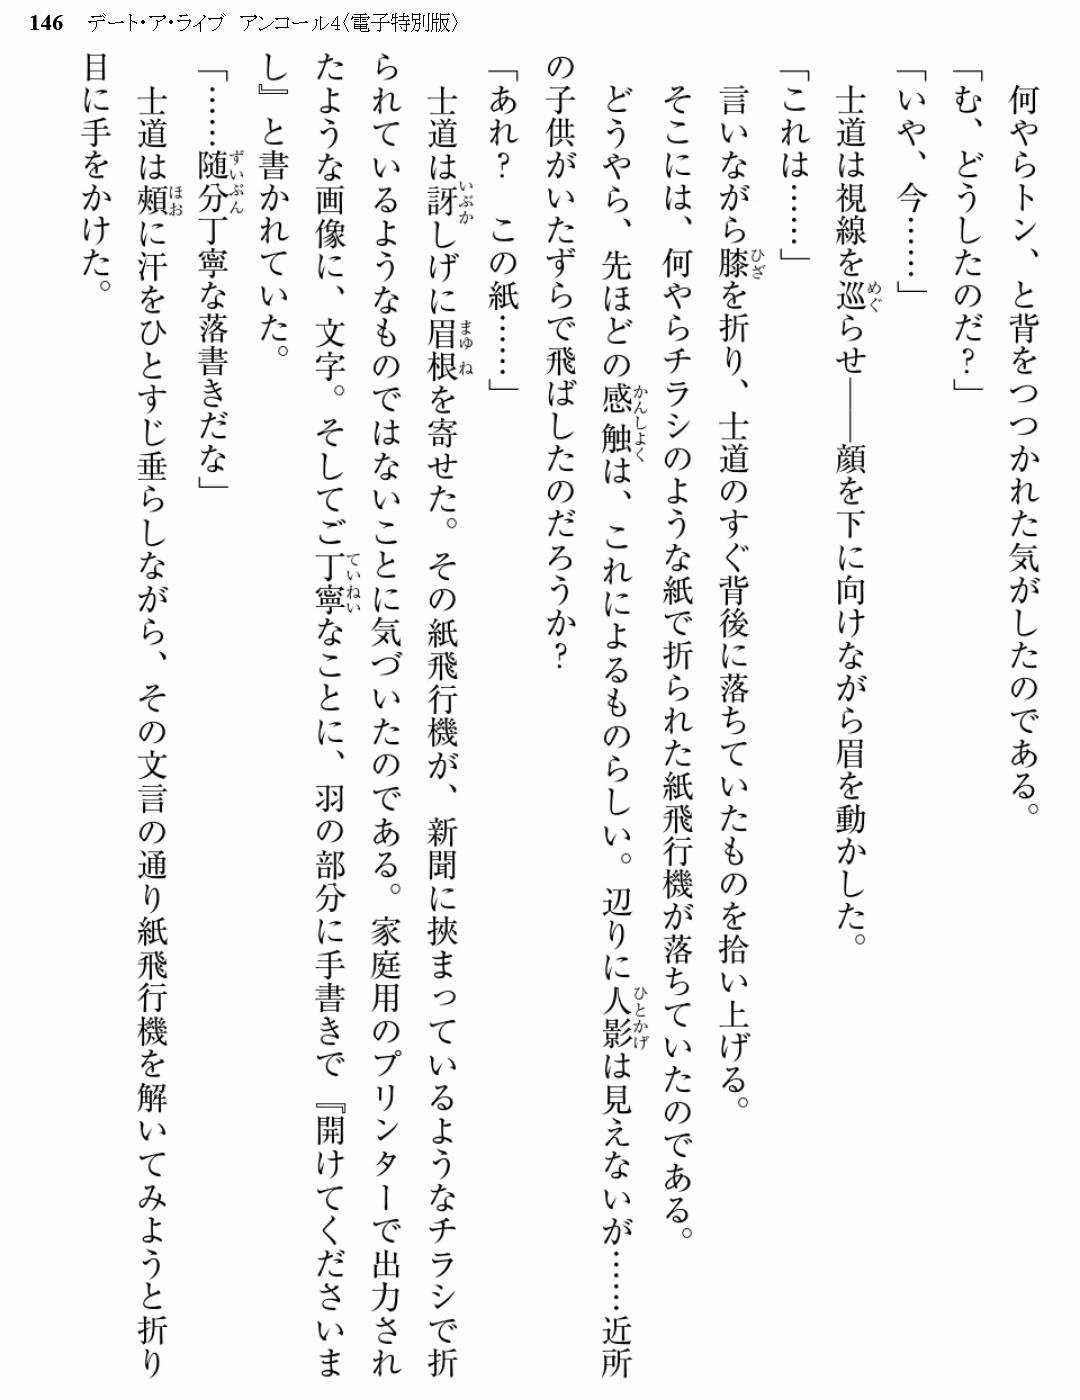 146 デート・ア・ライブ アンコール4〈電子特別版〉
何やらトン、と背をつつかれた気がしたのである。
「む、どうしたのだ?」
「いや、今……」
士道は視線を巡らせ――顔を下に向けながら眉を動かした。
「これは……」
言いながら膝を折り、士道のすぐ背後に落ちていたものを拾い上げる。
そこには、何やらチラシのような紙で折られた紙飛行機が落ちていたのである。
どうやら、先ほどの感触は、これによるものらしい。辺りに人影は見えないが……近所
の子供がいたずらで飛ばしたのだろうか?
「あれ? この紙……」
士道は訝しげに眉根を寄せた。その紙飛行機が、新聞に挟まっているようなチラシで折
られているようなものではないことに気づいたのである。家庭用のプリンターで出力され
たような画像に、文字。そしてご丁寧なことに、羽の部分に手書きで『開けてくださいま
し』と書かれていた。
「……随分丁寧な落書きだな」
士道は頰に汗をひとすじ垂らしながら、その文言の通り紙飛行機を解いてみようと折り
目に手をかけた。